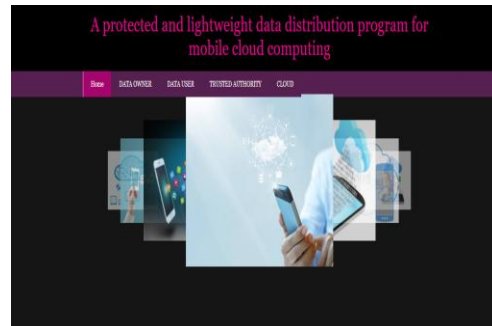 A protected and lightweight data distribution program for
mobile cloud computing
Home DATA OWNER DATA USER TRUSTED AUTHORITY CLOUD